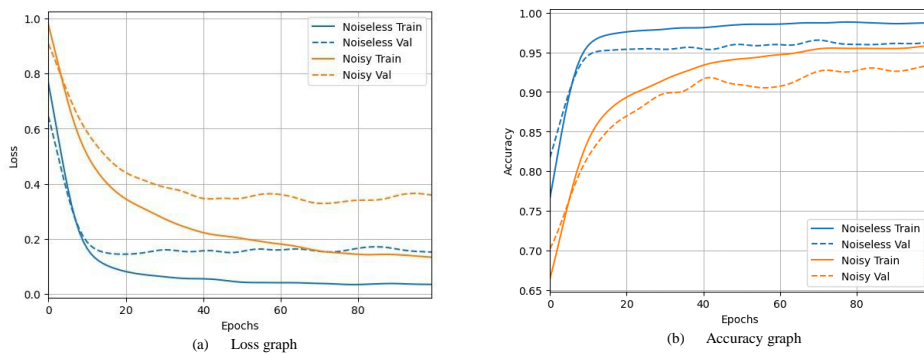 1.0
0.8
0.6
0.4
0.2
0.0
Loss
0
20
40
60
80
Epochs
Noiseless Train
Noiseless Val
Noisy Train
Noisy Val
(a) Loss graph
1.00
0.95
0.90
0.85
0.80
0.75
0.70
0.65
Accuracy
0
20
40
60
80
Epochs
Noiseless Train
Noiseless Val
Noisy Train
Noisy Val
(b) Accuracy graph